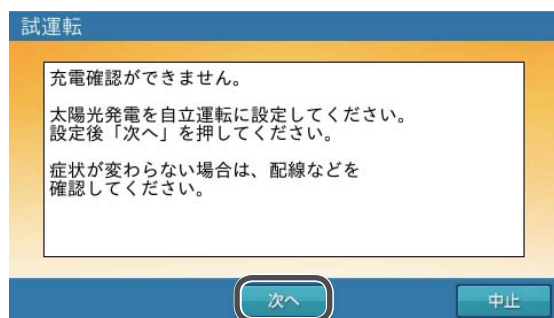 試運転
充電確認ができません。
太陽光発電を自立運転に設定してください。
設定後「次へ」を押してください。
症状が変わらない場合は、配線などを
確認してください。
次へ
中止